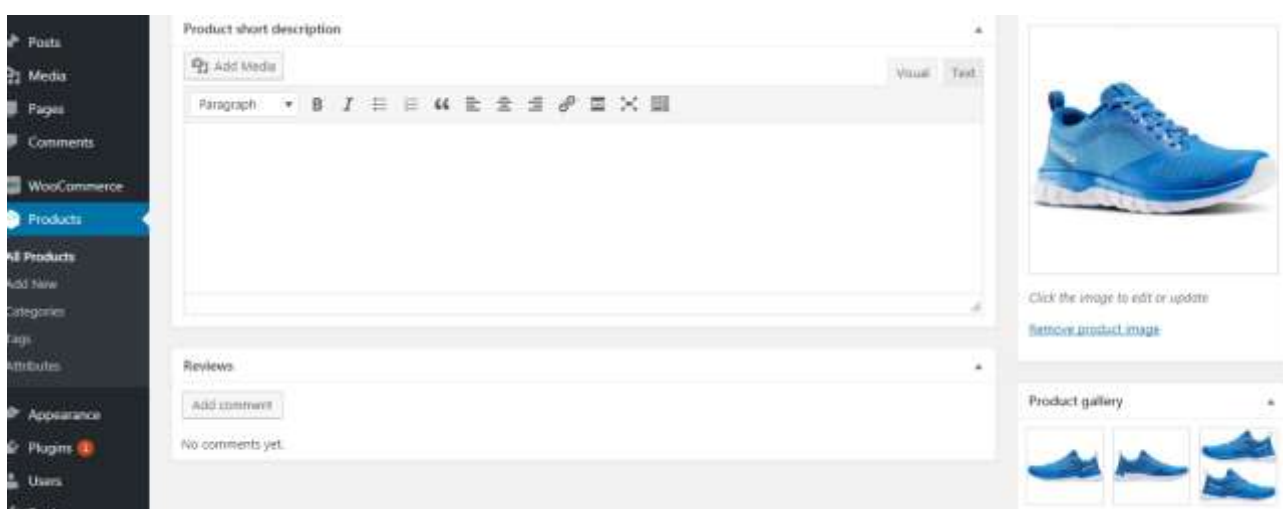 Posts
Media
Pages
Comments
WooCommerce
Products
All Products
Add New
Categories
Tags
Attributes
Appearance
Plugins 1
Users
Product short description
Add Media
Visual Text
Paragraph B I
Reviews
Add comment
No comments yet.
Click the image to edit or update
Remove product image
Product gallery